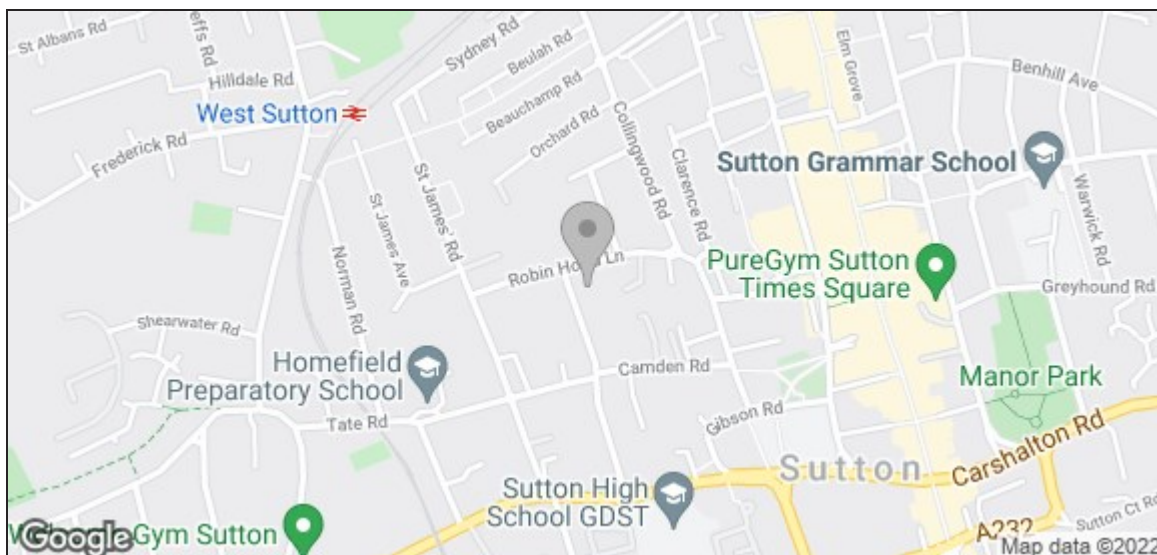 St Albans Rd
effs Rd
Hilldale Rd
West Sutton
Frederick Rd
Sydney Rd
Beulah Rd
Beauchamp Rd
Orchard Rd
Collingwood Rd
Clarence Rd
Elm Grove
Benhill Ave
Sutton Grammar School
Warwick Rd
St James' Rd
St James Ave
Norman Rd
Robin Hood Ln
PureGym Sutton
Times Square
Greyhound Rd
Shearwater Rd
Homefield
Preparatory School
Camden Rd
Manor Park
Tate Rd
Gibson Rd
Carshalton Rd
Sutton
Sutton High
School GDST
Gym Sutton
A232
Sutton Ct Rd
Google
Map data ©2022